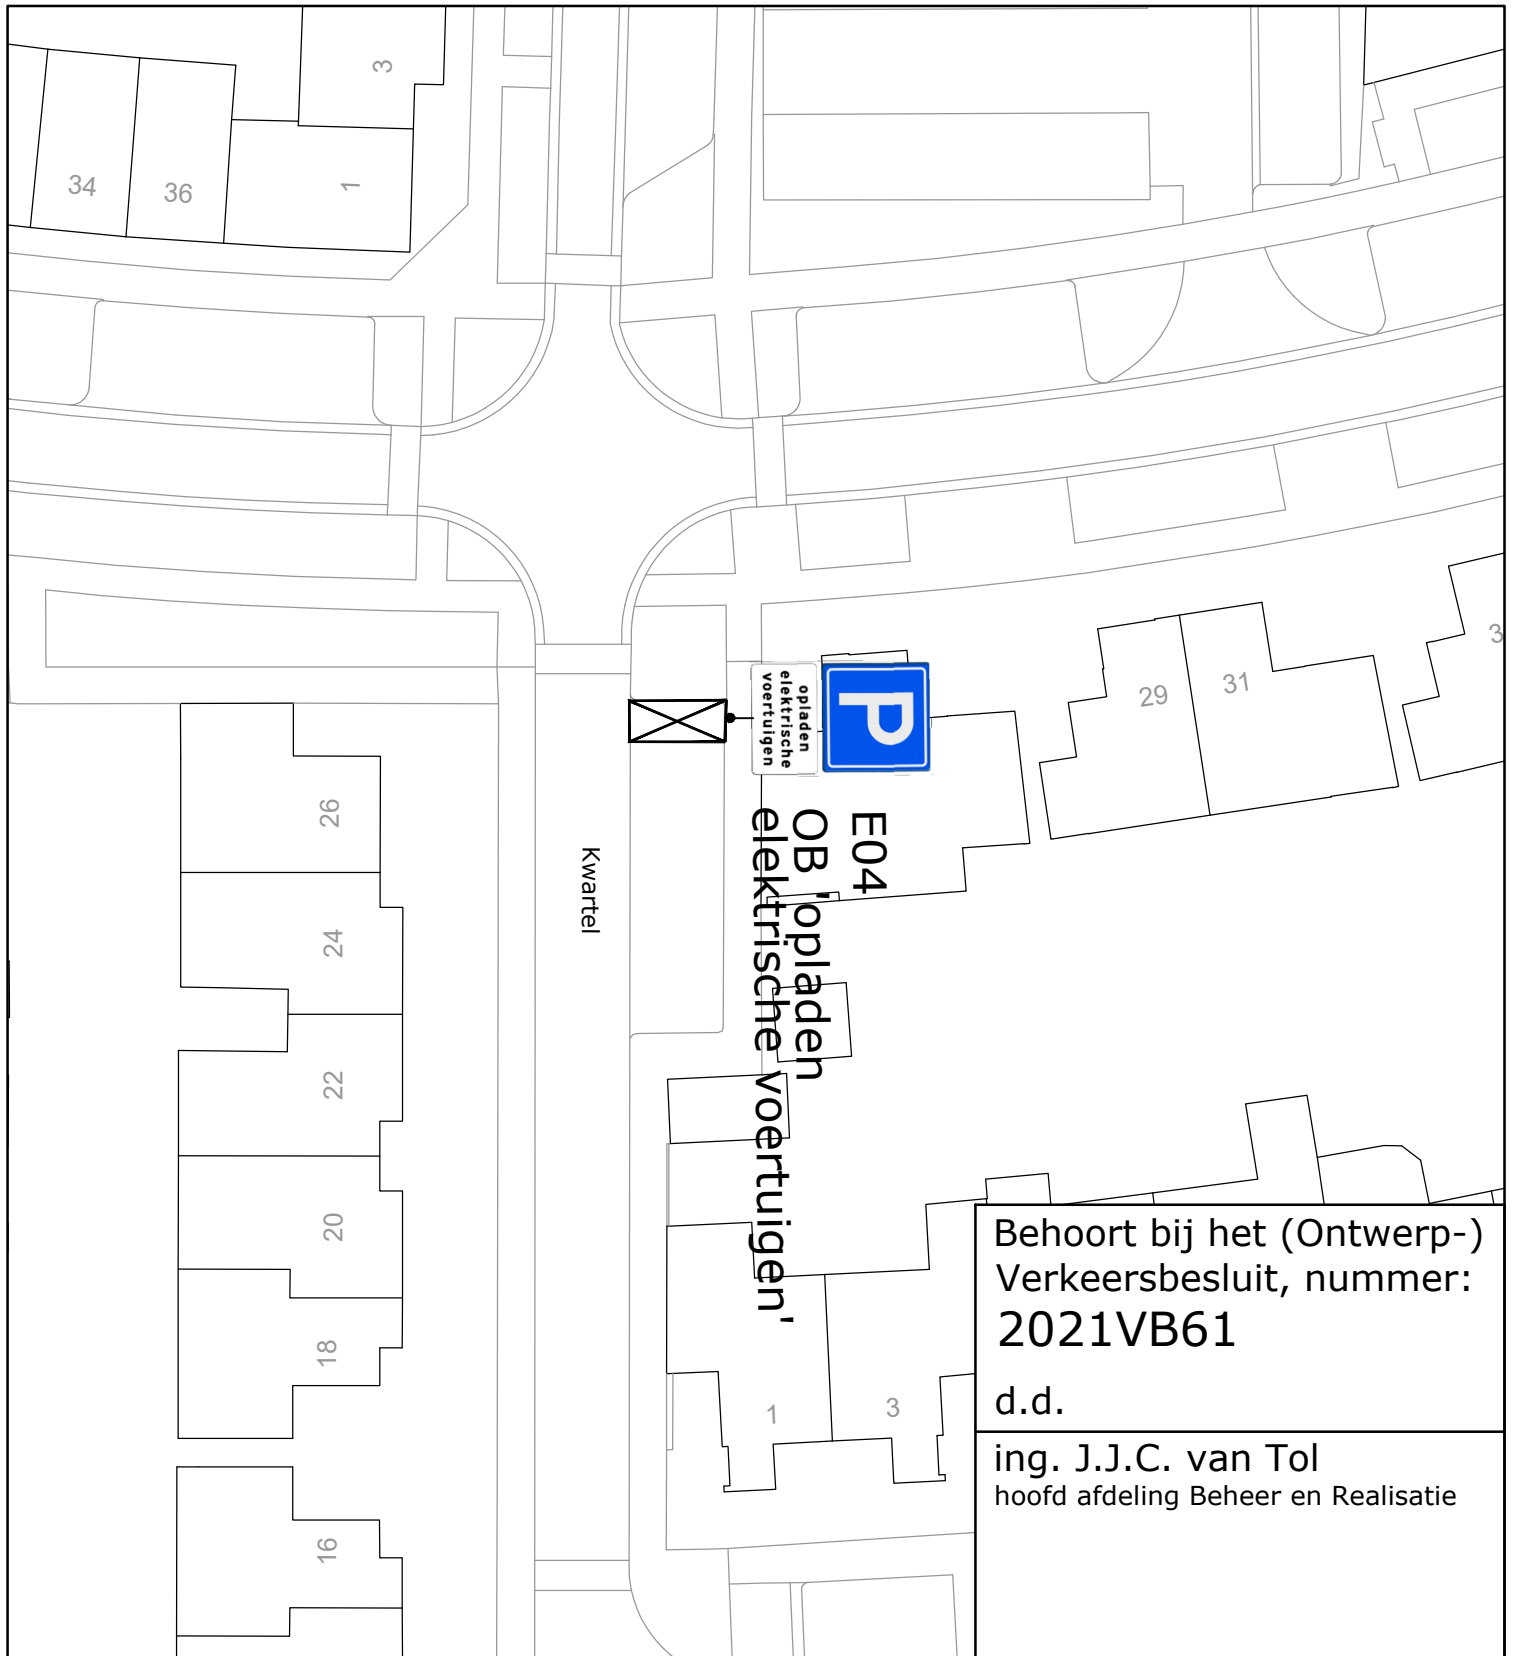 3
34
36
1
P
opladen
elektrische
voertuigen
E04
OB 'opladen
elektrische voertuigen'
29
31
3
Kwartel
26
24
22
20
18
16
1
3
Behoort bij het (Ontwerp-)
Verkeersbesluit, nummer:
2021VB61
d.d.
ing. J.J.C. van Tol
hoofd afdeling Beheer en Realisatie